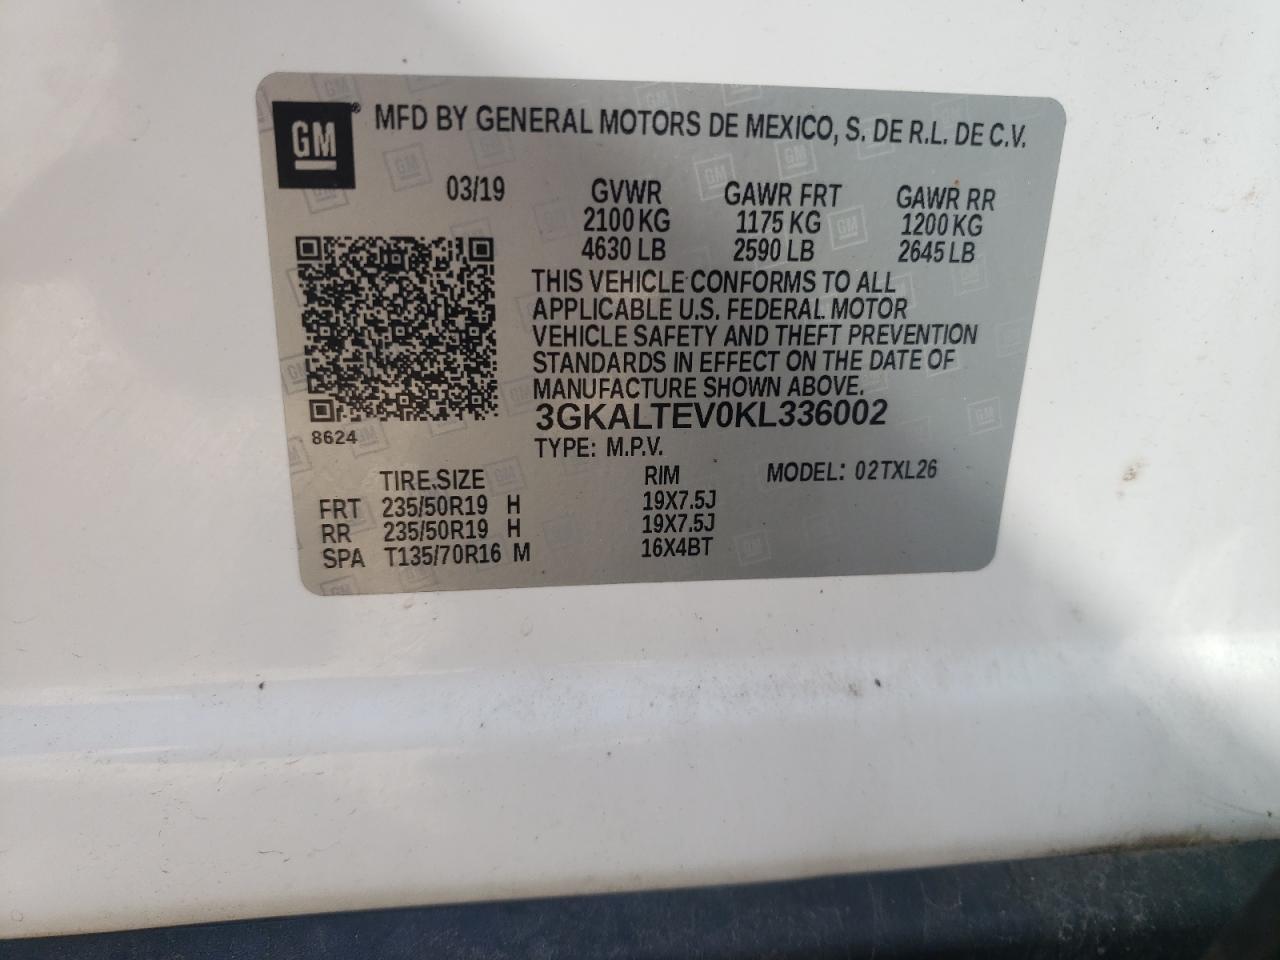 GM ® MFD BY GENERAL MOTORS DE MEXICO, S. DE R.L. DE C.V.
03/19 GVWR GAWR FRT GAWR RR
2100 KG 1175 KG 1200 KG
4630 LB 2590 LB 2645 LB
THIS VEHICLE CONFORMS TO ALL
APPLICABLE U.S. FEDERAL MOTOR
VEHICLE SAFETY AND THEFT PREVENTION
STANDARDS IN EFFECT ON THE DATE OF
MANUFACTURE SHOWN ABOVE.
3GKALTEV0KL336002
8624
TYPE: M.P.V.
TIRE SIZE RIM MODEL: 02TXL26
FRT 235/50R19 H 19X7.5J
RR 235/50R19 H 19X7.5J
SPA T135/70R16 M 16X4BT